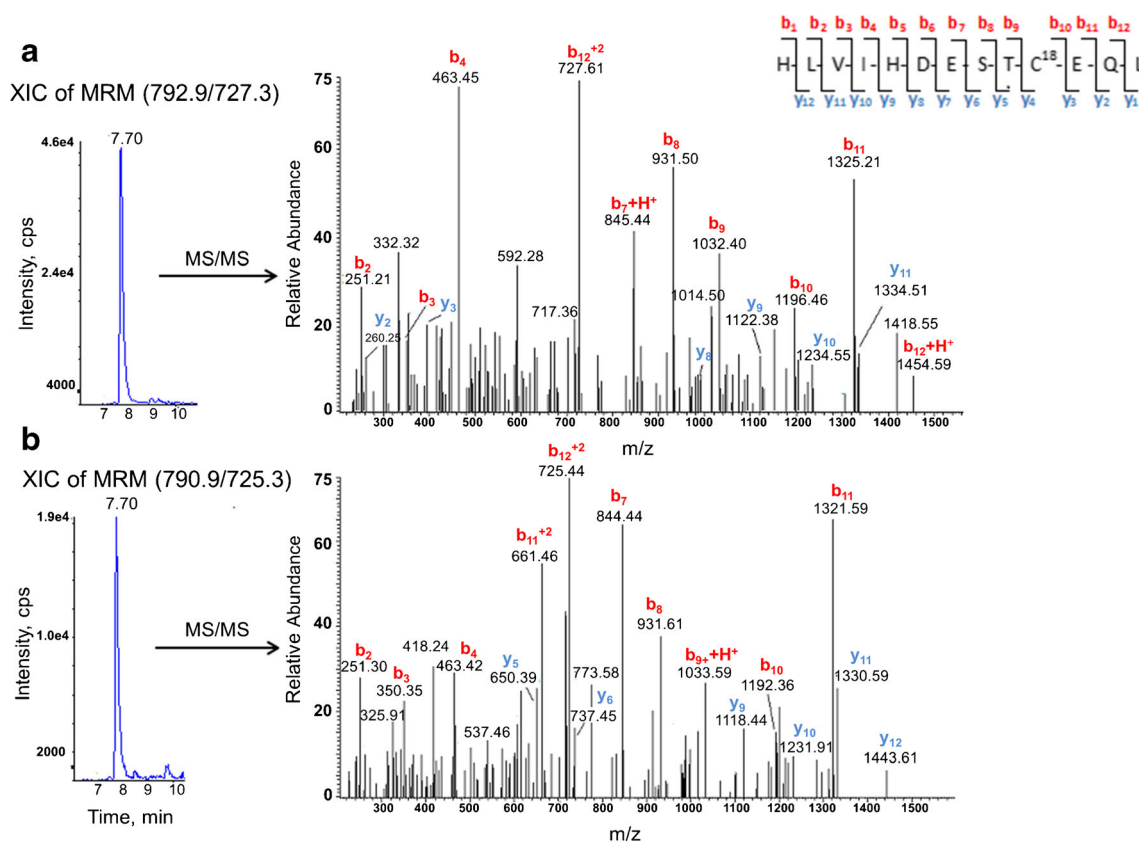 a
XIC of MRM (792.9/727.3)
b1 b2 b3 b4 b5 b6 b7 b8 b9 b10 b11 b12
H-L-V-I-H-D-E-S-T-C18-E-Q-L
y12 y11 y10 y9 y8 y7 y6 y5 y4 y3 y2 y1
Intensity, cps
4.6e4
2.4e4
4000
7.70
7 8 9 10
MS/MS
Relative Abundance
75
60
40
20
0
b2
251.21
y2
260.25
332.32
b3
y3
b4
463.45
592.28
717.36
b12+2
727.61
b7+H+
845.44
b8
931.50
y8
1014.50
b9
1032.40
y9
1122.38
b10
1196.46
y10
1234.55
b11
1325.21
y11
1334.51
1418.55
b12+H+
1454.59
300 400 500 600 700 800 900 1000 1100 1200 1300 1400 1500
m/z
b
XIC of MRM (790.9/725.3)
Intensity, cps
1.9e4
1.0e4
2000
7.70
7 8 9 10
Time, min
MS/MS
Relative Abundance
75
60
40
20
0
b2
251.30
325.91
b3
350.35
418.24
b4
463.42
537.46
y5
650.39
b11+2
661.46
b12+2
725.44
y6
737.45
773.58
b7
844.44
b8
931.61
b9++H+
1033.59
y9
1118.44
b10
1192.36
y10
1231.91
b11
1321.59
y11
1330.59
y12
1443.61
300 400 500 600 700 800 900 1000 1100 1200 1300 1400 1500
m/z